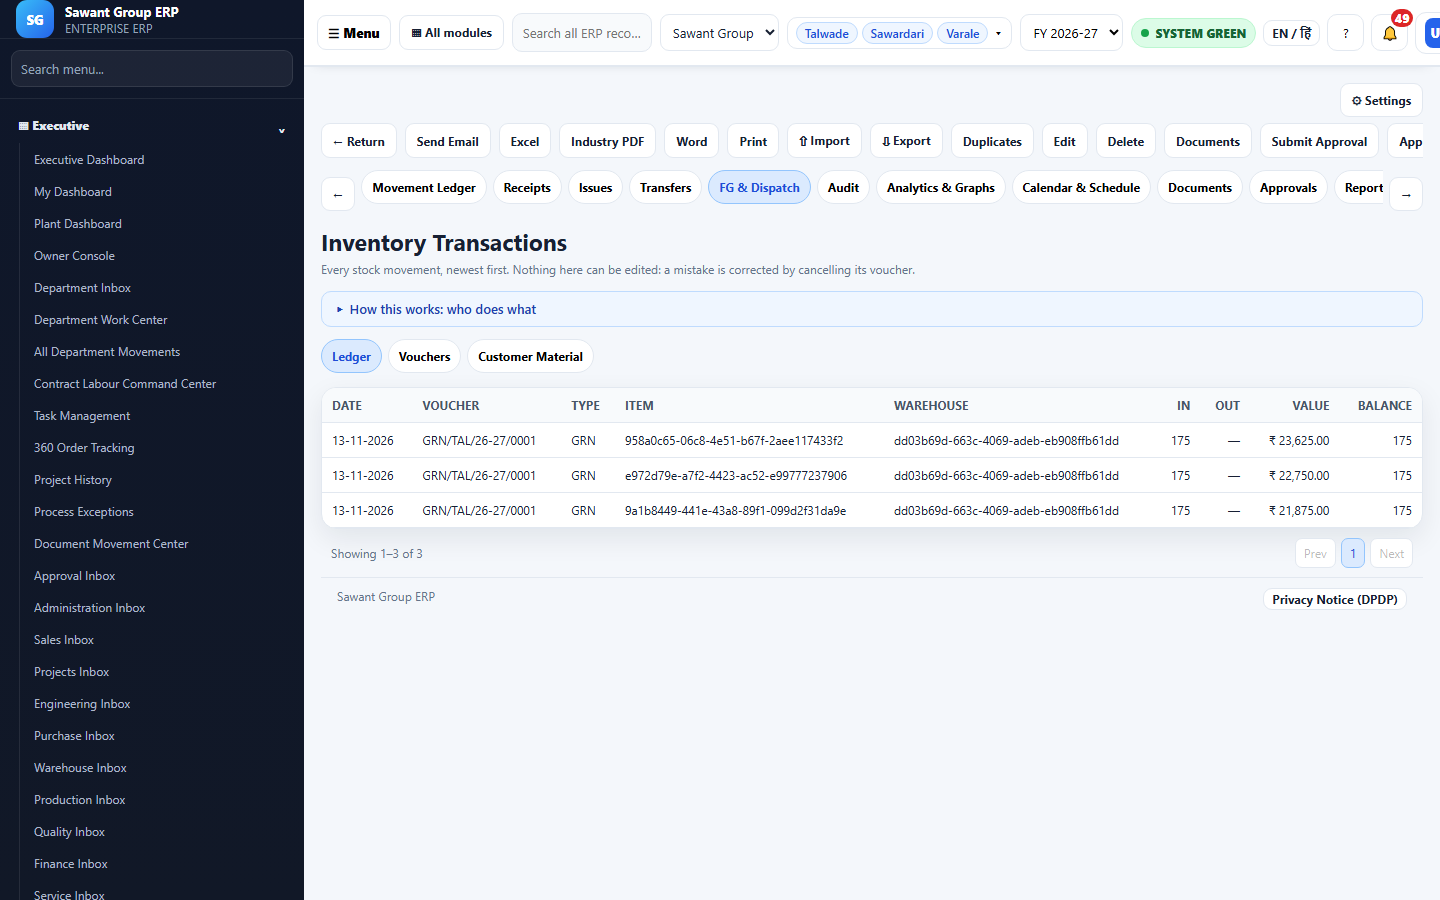 SG
Sawant Group ERP
ENTERPRISE ERP
Search menu...
Executive
Executive Dashboard
My Dashboard
Plant Dashboard
Owner Console
Department Inbox
Department Work Center
All Department Movements
Contract Labour Command Center
Task Management
360 Order Tracking
Project History
Process Exceptions
Document Movement Center
Approval Inbox
Administration Inbox
Sales Inbox
Projects Inbox
Engineering Inbox
Purchase Inbox
Warehouse Inbox
Production Inbox
Quality Inbox
Finance Inbox
Service Inbox
☰ Menu
All modules
Search all ERP reco...
Sawant Group
Talwade Sawardari Varale
FY 2026-27
SYSTEM GREEN
EN / हिं
?
49
U
⚙ Settings
← Return Send Email Excel Industry PDF Word Print ⇧ Import ⇩ Export Duplicates Edit Delete Documents Submit Approval App
← Movement Ledger Receipts Issues Transfers FG & Dispatch Audit Analytics & Graphs Calendar & Schedule Documents Approvals Report →
Inventory Transactions
Every stock movement, newest first. Nothing here can be edited: a mistake is corrected by cancelling its voucher.
▸ How this works: who does what
Ledger Vouchers Customer Material
DATE VOUCHER TYPE ITEM WAREHOUSE IN OUT VALUE BALANCE
13-11-2026 GRN/TAL/26-27/0001 GRN 958a0c65-06c8-4e51-b67f-2aee117433f2 dd03b69d-663c-4069-adeb-eb908ffb61dd 175 — ₹ 23,625.00 175
13-11-2026 GRN/TAL/26-27/0001 GRN e972d79e-a7f2-4423-ac52-e99777237906 dd03b69d-663c-4069-adeb-eb908ffb61dd 175 — ₹ 22,750.00 175
13-11-2026 GRN/TAL/26-27/0001 GRN 9a1b8449-441e-43a8-89f1-099d2f31da9e dd03b69d-663c-4069-adeb-eb908ffb61dd 175 — ₹ 21,875.00 175
Showing 1–3 of 3
Prev 1 Next
Sawant Group ERP
Privacy Notice (DPDP)